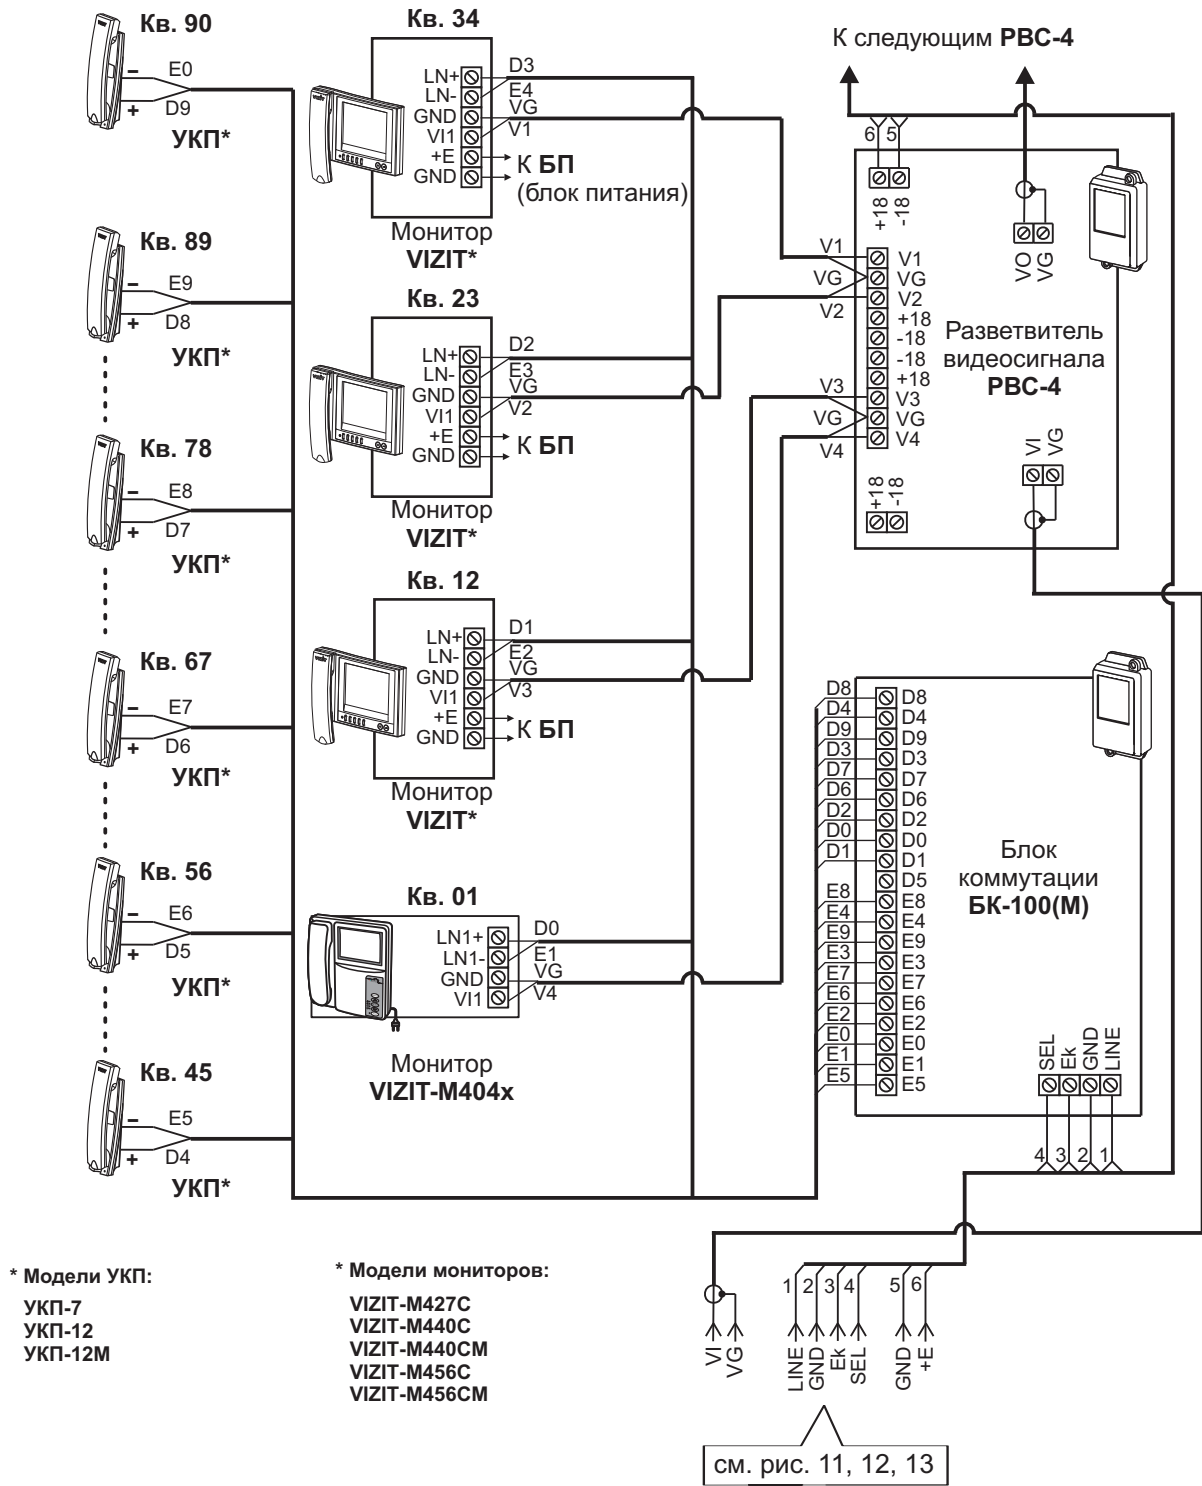 Кв. 90
−
E0
+
D9
УКП*
Кв. 89
−
E9
+
D8
УКП*
Кв. 78
−
E8
+
D7
УКП*
Кв. 67
−
E7
+
D6
УКП*
Кв. 56
−
E6
+
D5
УКП*
Кв. 45
−
E5
+
D4
УКП*
Кв. 34
LN+
LN-
GND
VI1
+E
GND
D3
E4
VG
V1
К БП
(блок питания)
Монитор
VIZIT*
Кв. 23
LN+
LN-
GND
VI1
+E
GND
D2
E3
VG
V2
К БП
Монитор
VIZIT*
Кв. 12
LN+
LN-
GND
VI1
+E
GND
D1
E2
VG
V3
К БП
Монитор
VIZIT*
Кв. 01
LN1+
LN1-
GND
VI1
D0
E1
VG
V4
Монитор
VIZIT-M404x
К следующим РВС-4
6
5
+18
-18
VO
VG
V1
VG
V2
V3
VG
V4
V1
VG
V2
+18
-18
-18
+18
V3
VG
V4
Разветвитель
видеосигнала
РВС-4
VI
VG
+18
-18
D8
D4
D9
D3
D7
D6
D2
D0
D1
E8
E4
E9
E3
E7
E6
E2
E0
E1
E5
D8
D4
D9
D3
D7
D6
D2
D0
D1
D5
E8
E4
E9
E3
E7
E6
E2
E0
E1
E5
Блок
коммутации
БК-100(М)
SEL
Ek
GND
LINE
4
3
2
1
1
2
3
4
5
6
VI
VG
LINE
GND
Ek
SEL
GND
+E
см. рис. 11, 12, 13
* Модели УКП:
УКП-7
УКП-12
УКП-12М
* Модели мониторов:
VIZIT-M427C
VIZIT-M440C
VIZIT-M440CM
VIZIT-M456C
VIZIT-M456CM